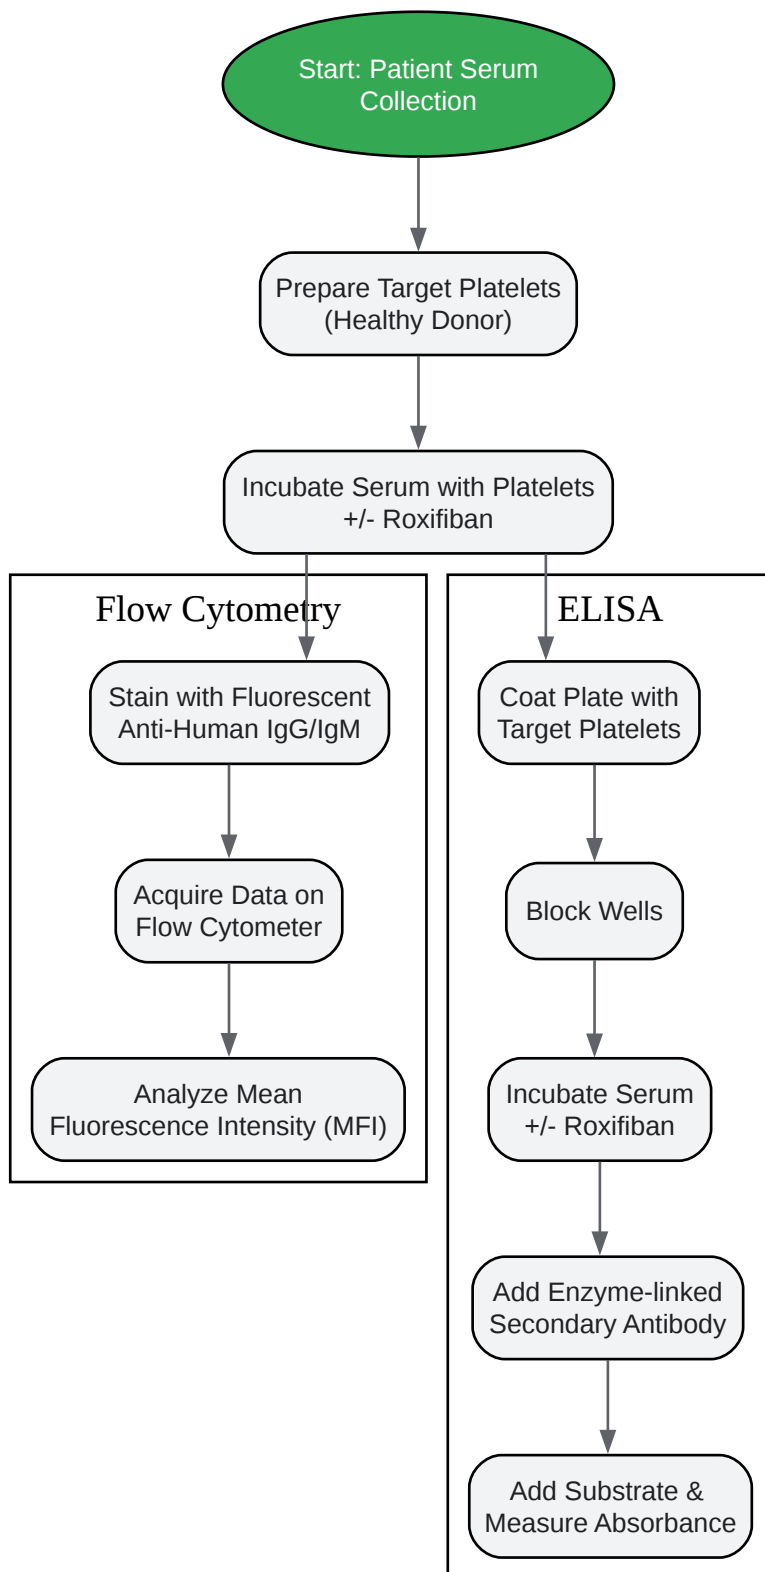 Start: Patient Serum
Collection
Prepare Target Platelets
(Healthy Donor)
Incubate Serum with Platelets
+/- Roxifiban
Flow Cytometry
Stain with Fluorescent
Anti-Human IgG/IgM
Acquire Data on
Flow Cytometer
Analyze Mean
Fluorescence Intensity (MFI)
ELISA
Coat Plate with
Target Platelets
Block Wells
Incubate Serum
+/- Roxifiban
Add Enzyme-linked
Secondary Antibody
Add Substrate &
Measure Absorbance